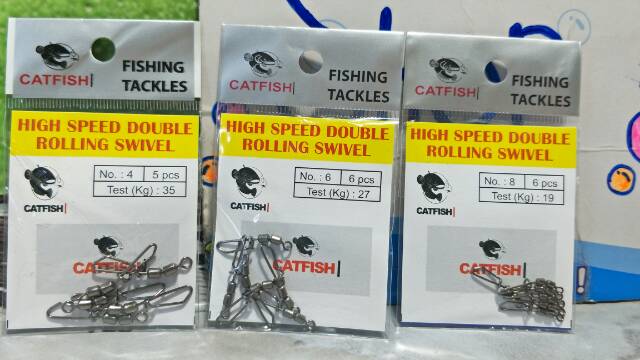 CATFISH
FISHING
TACKLES
HIGH SPEED DOUBLE
ROLLING SWIVEL
No. : 4 5 pcs
Test (Kg) : 35
CATFISH
CATFISH
CATFISH
FISHING
TACKLES
HIGH SPEED DOUBLE
ROLLING SWIVEL
No. : 6 6 pcs
Test (Kg) : 27
CATFISH
CATFISH
CATFISH
FISHING
TACKLES
HIGH SPEED DOUBLE
ROLLING SWIVEL
No. : 8 6 pcs
Test (Kg) : 19
CATFISH
CATFISH